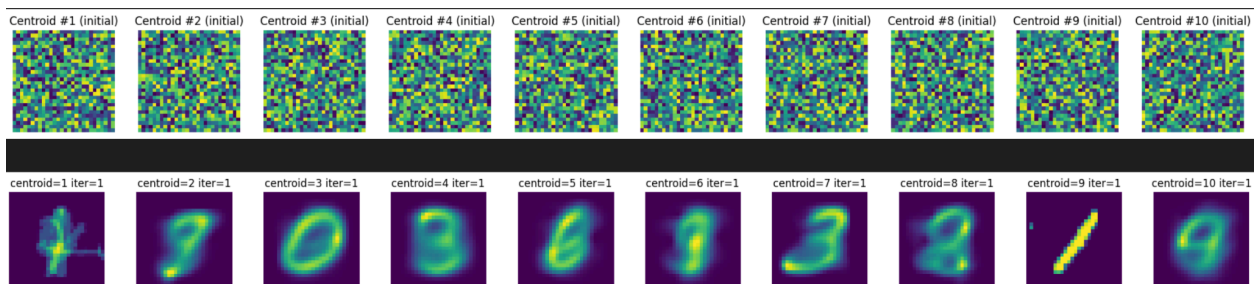 Centroid #1 (initial) Centroid #2 (initial) Centroid #3 (initial) Centroid #4 (initial) Centroid #5 (initial) Centroid #6 (initial) Centroid #7 (initial) Centroid #8 (initial) Centroid #9 (initial) Centroid #10 (initial)
centroid=1 iter=1 centroid=2 iter=1 centroid=3 iter=1 centroid=4 iter=1 centroid=5 iter=1 centroid=6 iter=1 centroid=7 iter=1 centroid=8 iter=1 centroid=9 iter=1 centroid=10 iter=1